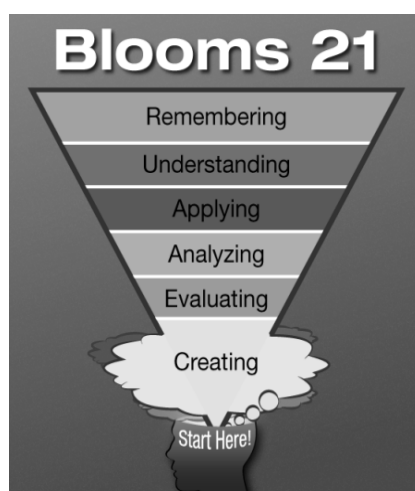 Blooms 21
Remembering
Understanding
Applying
Analyzing
Evaluating
Creating
Start Here!